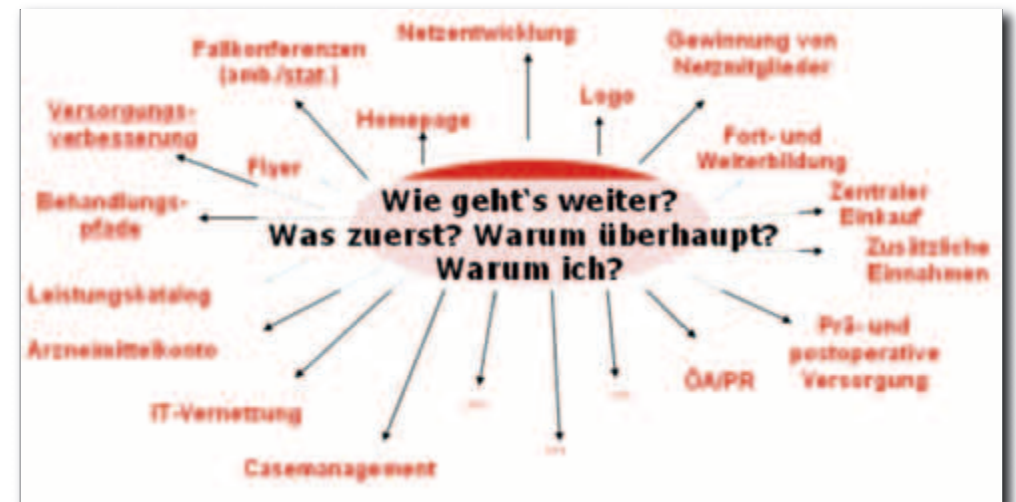 Netzentwicklung
Fallkonferenzen
(amb./stat.)
Gewinnung von
Netzmitglieder
Homepage
Logo
Versorgungs-
verbesserung
Flyer
Fort- und
Weiterbildung
Behandlungs-
pfade
Zentraler
Einkauf
Wie geht's weiter?
Was zuerst? Warum überhaupt?
Warum ich?
Zusätzliche
Einnahmen
Leistungskatalog
Arzneimittelkonto
Prä- und
postoperative
Versorgung
IT-Vernetzung
ÖA/PR
...
...
...
Casemanagement